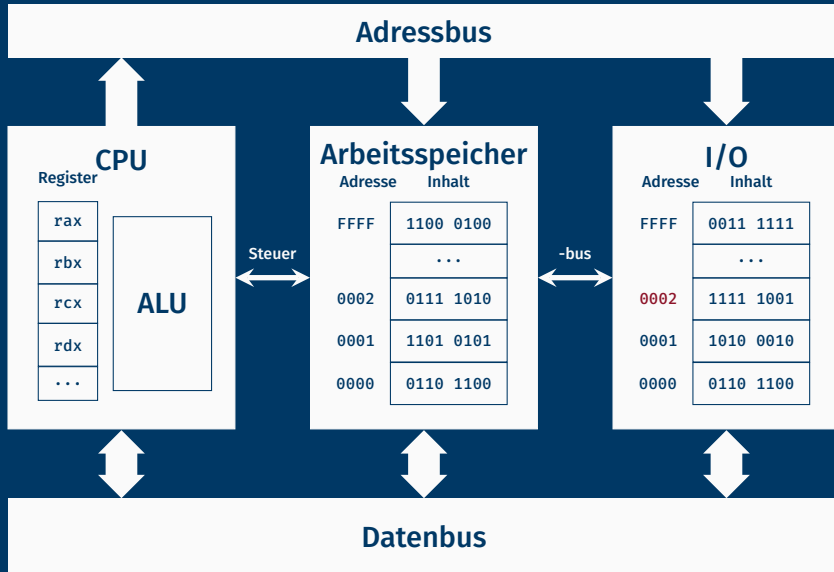 Adressbus
CPU
Register
rax
rbx
rcx
rdx
...
ALU
Steuer
Arbeitsspeicher
Adresse Inhalt
FFFF 1100 0100
...
0002 0111 1010
0001 1101 0101
0000 0110 1100
-bus
I/O
Adresse Inhalt
FFFF 0011 1111
...
0002 1111 1001
0001 1010 0010
0000 0110 1100
Datenbus